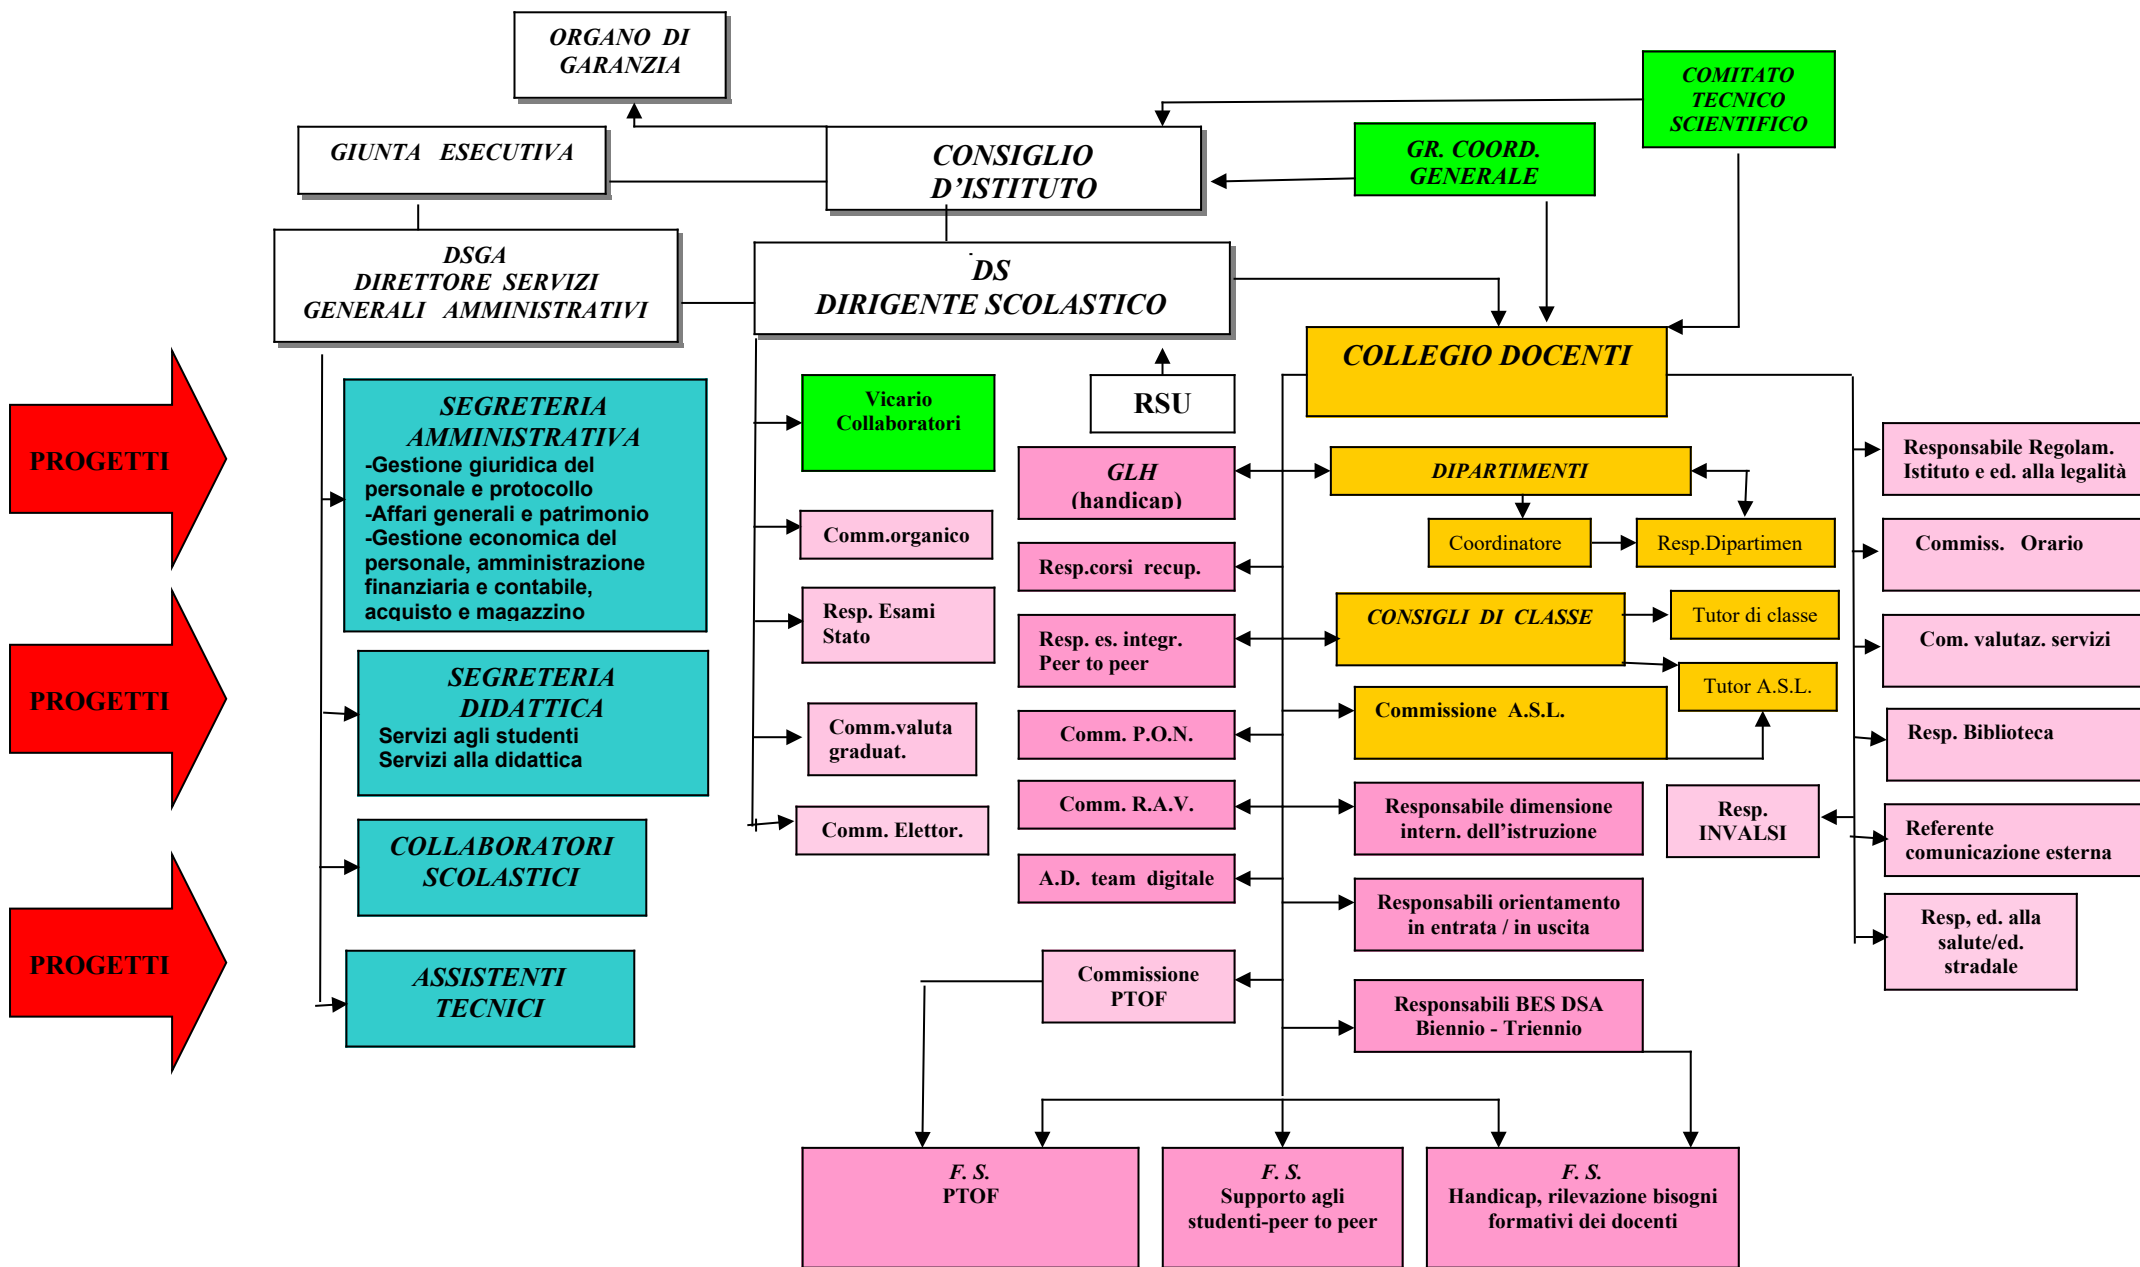 ORGANO DI
GARANZIA
COMITATO
TECNICO
SCIENTIFICO
GIUNTA ESECUTIVA
CONSIGLIO
D'ISTITUTO
GR. COORD.
GENERALE
DSGA
DIRETTORE SERVIZI
GENERALI AMMINISTRATIVI
DS
DIRIGENTE SCOLASTICO
COLLEGIO DOCENTI
RSU
PROGETTI
PROGETTI
PROGETTI
SEGRETERIA
AMMINISTRATIVA
-Gestione giuridica del
personale e protocollo
-Affari generali e patrimonio
-Gestione economica del
personale, amministrazione
finanziaria e contabile,
acquisto e magazzino
SEGRETERIA
DIDATTICA
Servizi agli studenti
Servizi alla didattica
COLLABORATORI
SCOLASTICI
ASSISTENTI
TECNICI
Vicario
Collaboratori
Comm.organico
Resp. Esami
Stato
Comm.valuta
graduat.
Comm. Elettor.
GLH
(handicap)
Resp.corsi recup.
Resp. es. integr.
Peer to peer
Comm. P.O.N.
Comm. R.A.V.
A.D. team digitale
Commissione
PTOF
DIPARTIMENTI
Coordinatore
Resp.Dipartimen
CONSIGLI DI CLASSE
Tutor di classe
Tutor A.S.L.
Commissione A.S.L.
Responsabile dimensione
intern. dell'istruzione
Resp.
INVALSI
Responsabili orientamento
in entrata / in uscita
Responsabili BES DSA
Biennio - Triennio
Responsabile Regolam.
Istituto e ed. alla legalità
Commiss. Orario
Com. valutaz. servizi
Resp. Biblioteca
Referente
comunicazione esterna
Resp, ed. alla
salute/ed.
stradale
F. S.
PTOF
F. S.
Supporto agli
studenti-peer to peer
F. S.
Handicap, rilevazione bisogni
formativi dei docenti